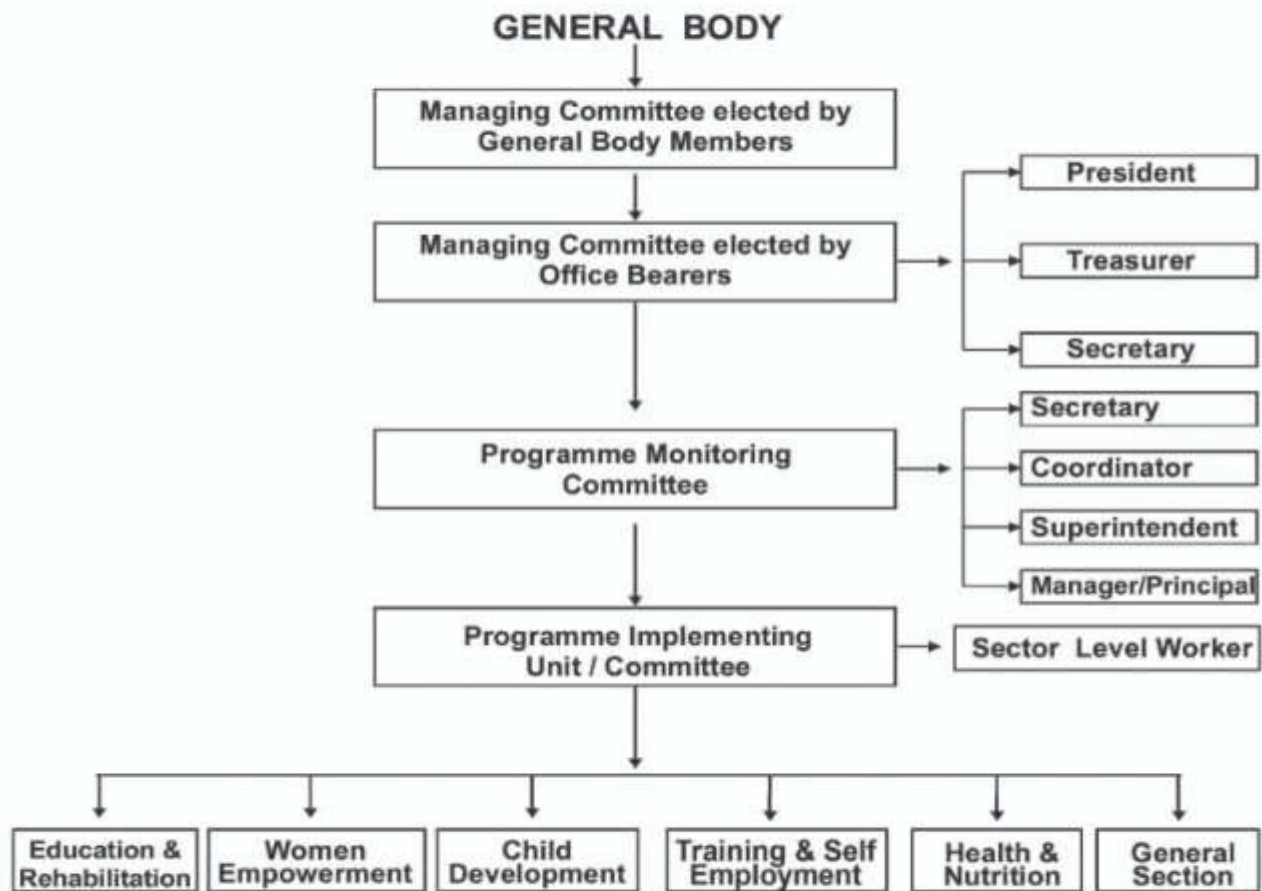 GENERAL BODY
Managing Committee elected by
General Body Members
President
Managing Committee elected by
Office Bearers
Treasurer
Secretary
Secretary
Programme Monitoring
Committee
Coordinator
Superintendent
Manager/Principal
Programme Implementing
Unit / Committee
Sector Level Worker
Education &
Rehabilitation
Women
Empowerment
Child
Development
Training & Self
Employment
Health &
Nutrition
General
Section